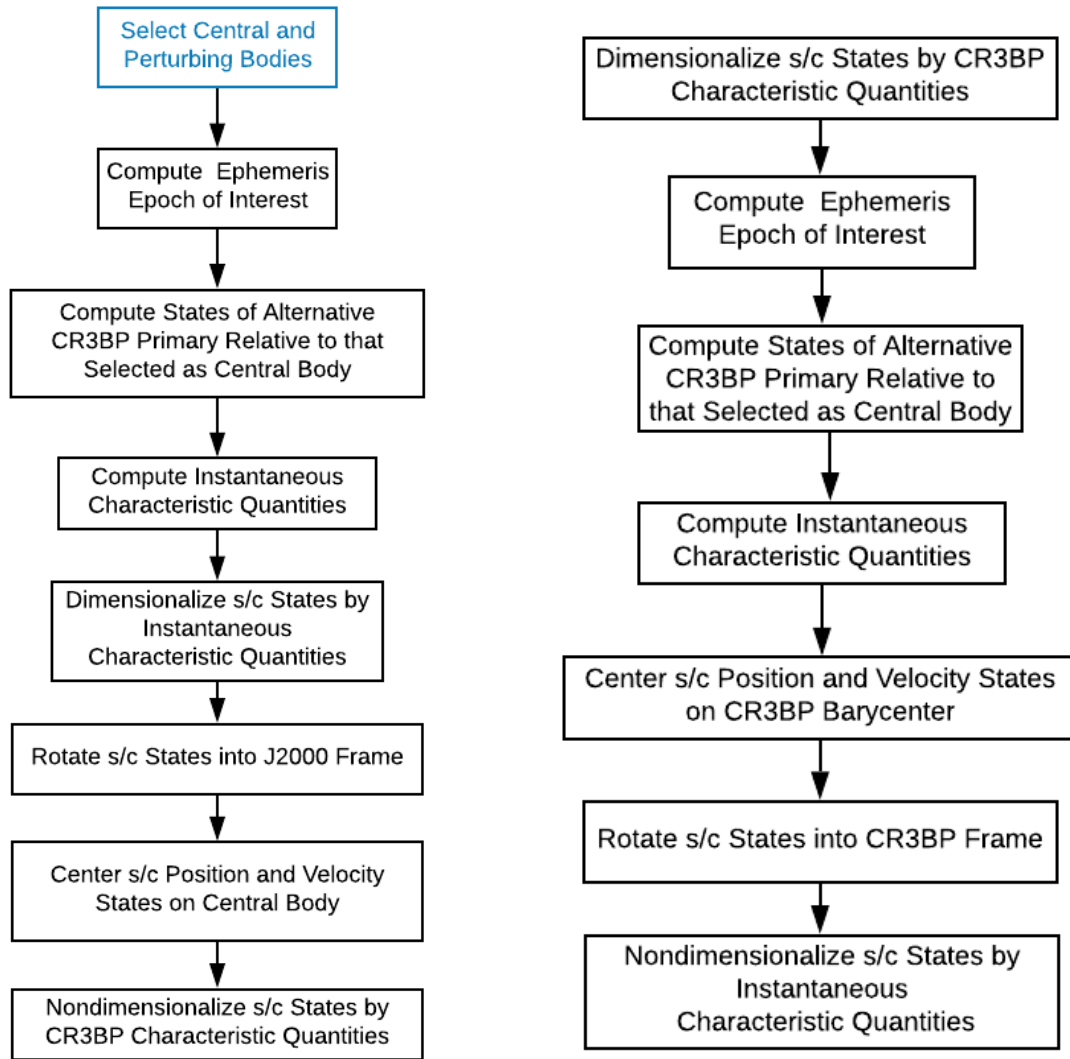 Select Central and
Perturbing Bodies
Compute Ephemeris
Epoch of Interest
Compute States of Alternative
CR3BP Primary Relative to that
Selected as Central Body
Compute Instantaneous
Characteristic Quantities
Dimensionalize s/c States by
Instantaneous
Characteristic Quantities
Rotate s/c States into J2000 Frame
Center s/c Position and Velocity
States on Central Body
Nondimensionalize s/c States by
CR3BP Characteristic Quantities
Dimensionalize s/c States by CR3BP
Characteristic Quantities
Compute Ephemeris
Epoch of Interest
Compute States of Alternative
CR3BP Primary Relative to
that Selected as Central Body
Compute Instantaneous
Characteristic Quantities
Center s/c Position and Velocity States
on CR3BP Barycenter
Rotate s/c States into CR3BP Frame
Nondimensionalize s/c States by
Instantaneous
Characteristic Quantities